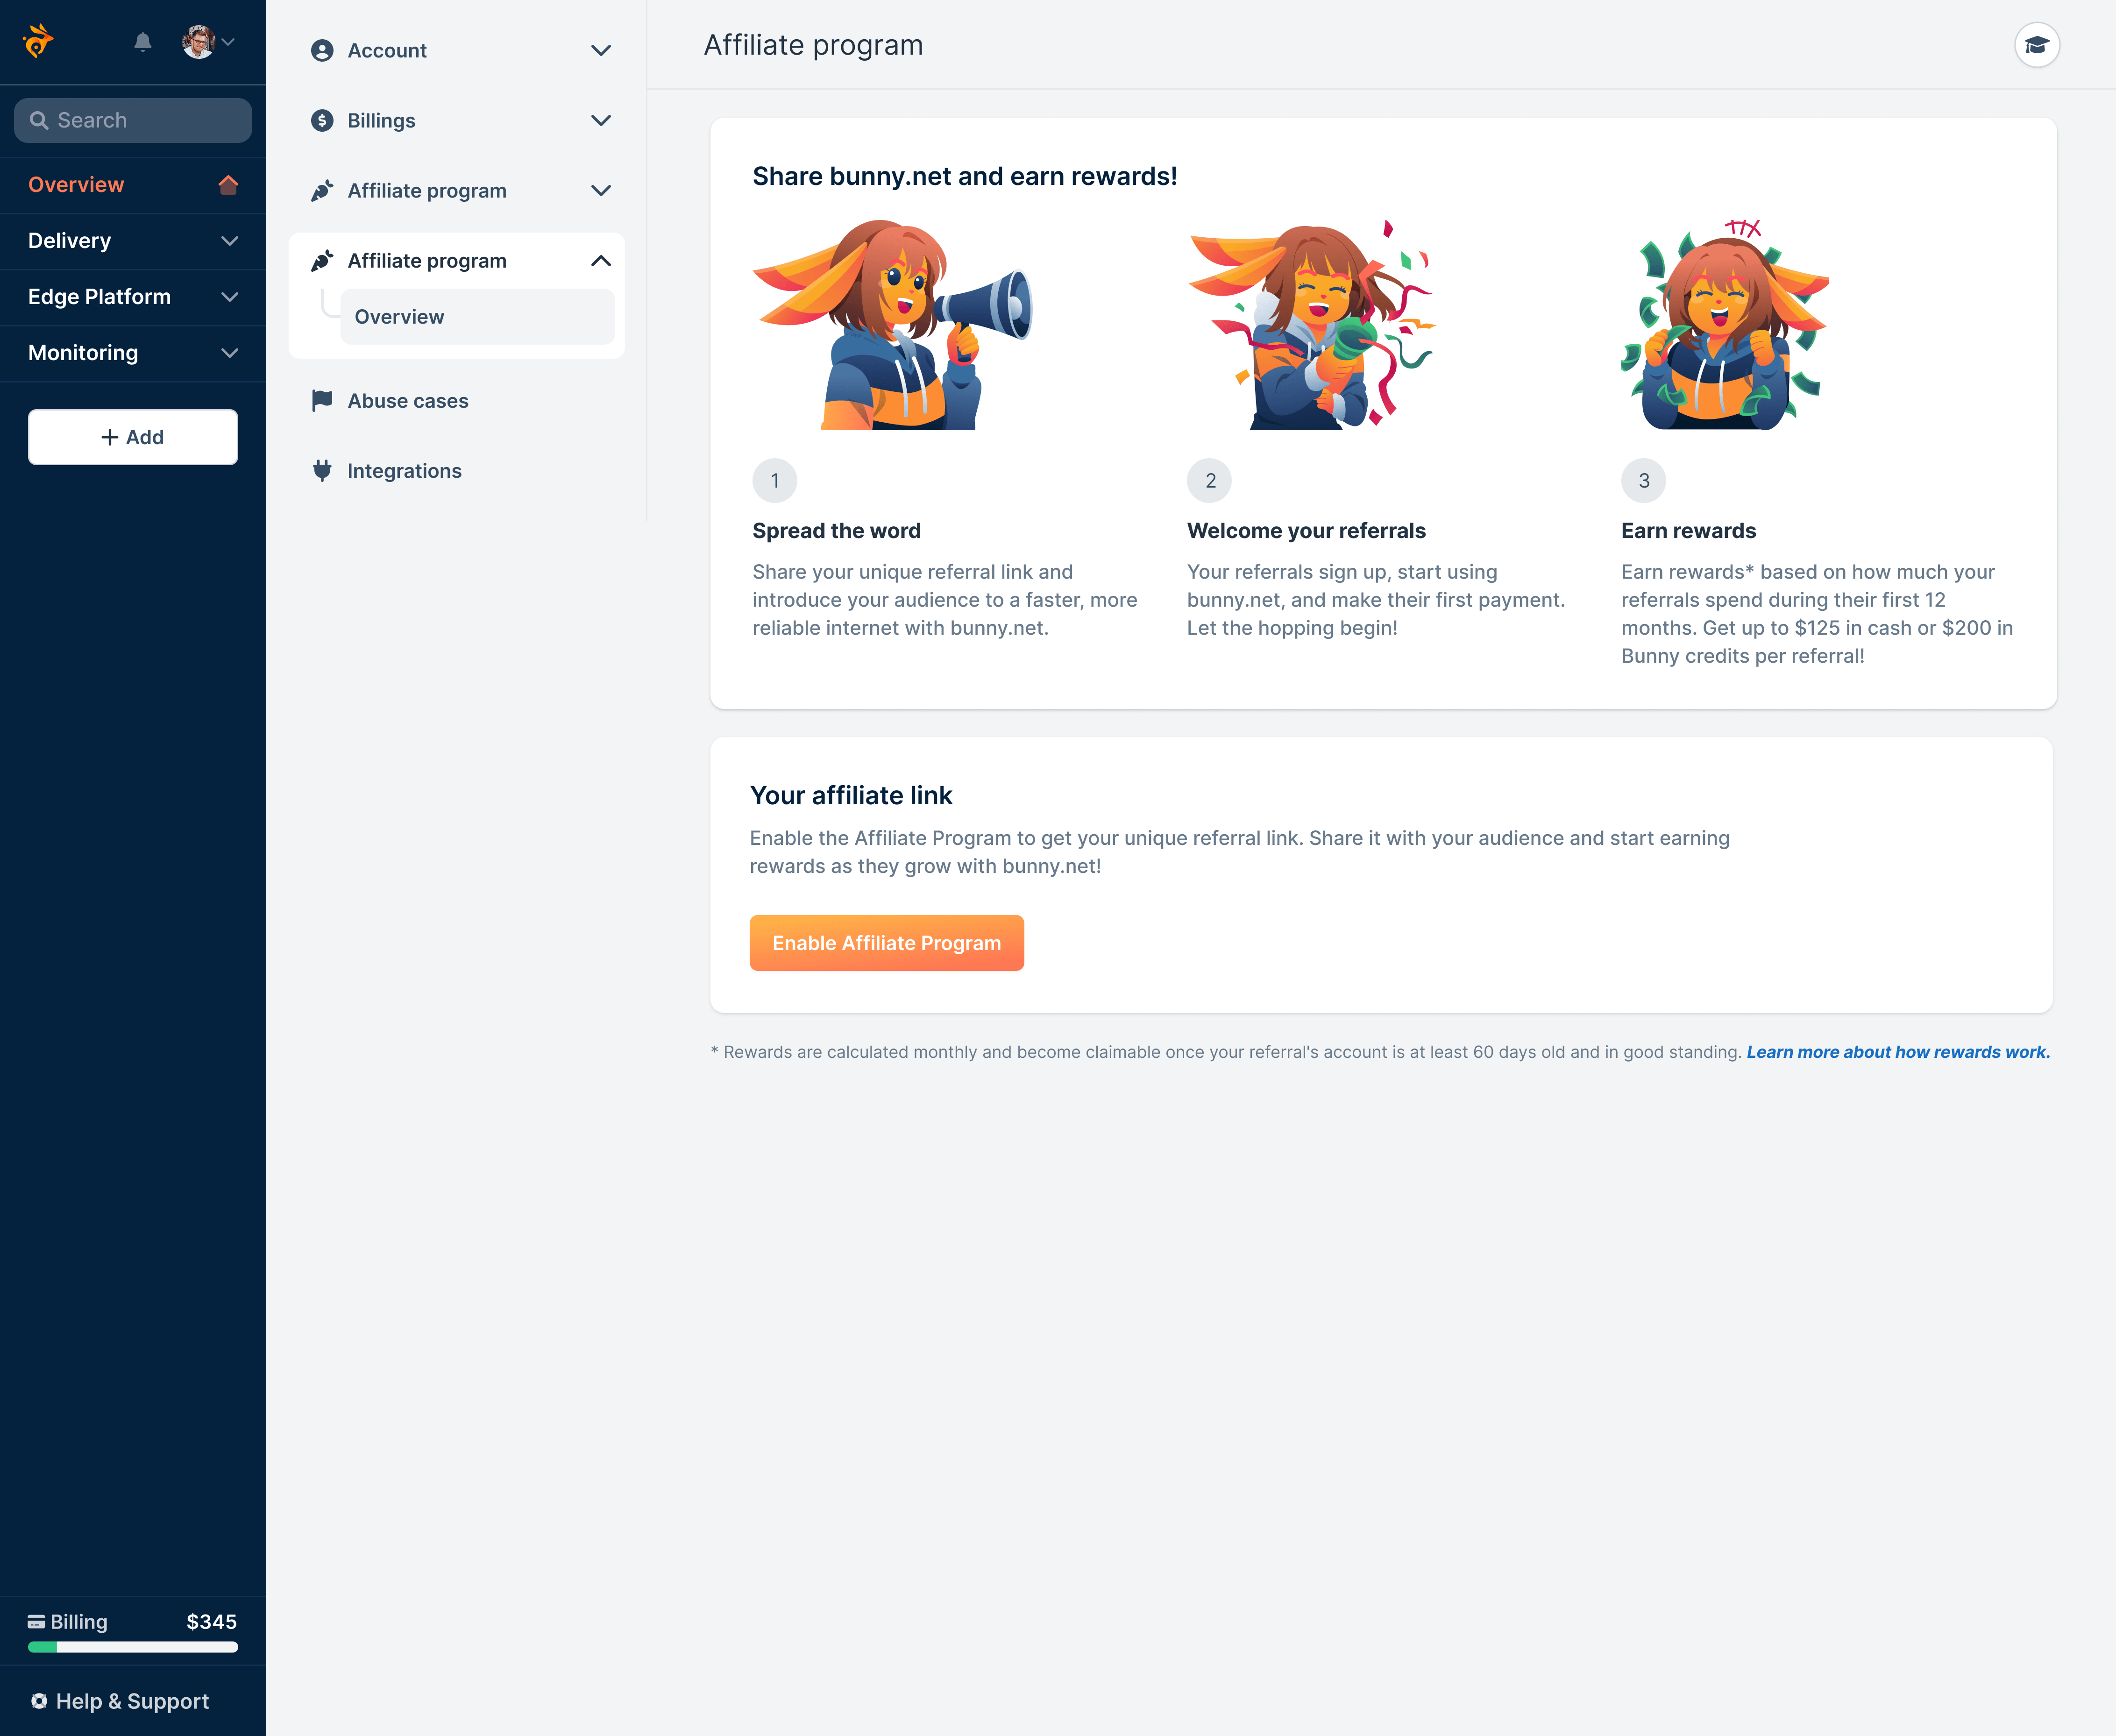 Search
Overview
Delivery
Edge Platform
Monitoring
+ Add
Billing $345
Help & Support
Account
Billings
Affiliate program
Affiliate program
Overview
Abuse cases
Integrations
Affiliate program
Share bunny.net and earn rewards!
1
Spread the word
Share your unique referral link and
introduce your audience to a faster, more
reliable internet with bunny.net.
2
Welcome your referrals
Your referrals sign up, start using
bunny.net, and make their first payment.
Let the hopping begin!
3
Earn rewards
Earn rewards* based on how much your
referrals spend during their first 12
months. Get up to $125 in cash or $200 in
Bunny credits per referral!
Your affiliate link
Enable the Affiliate Program to get your unique referral link. Share it with your audience and start earning
rewards as they grow with bunny.net!
Enable Affiliate Program
* Rewards are calculated monthly and become claimable once your referral's account is at least 60 days old and in good standing. Learn more about how rewards work.